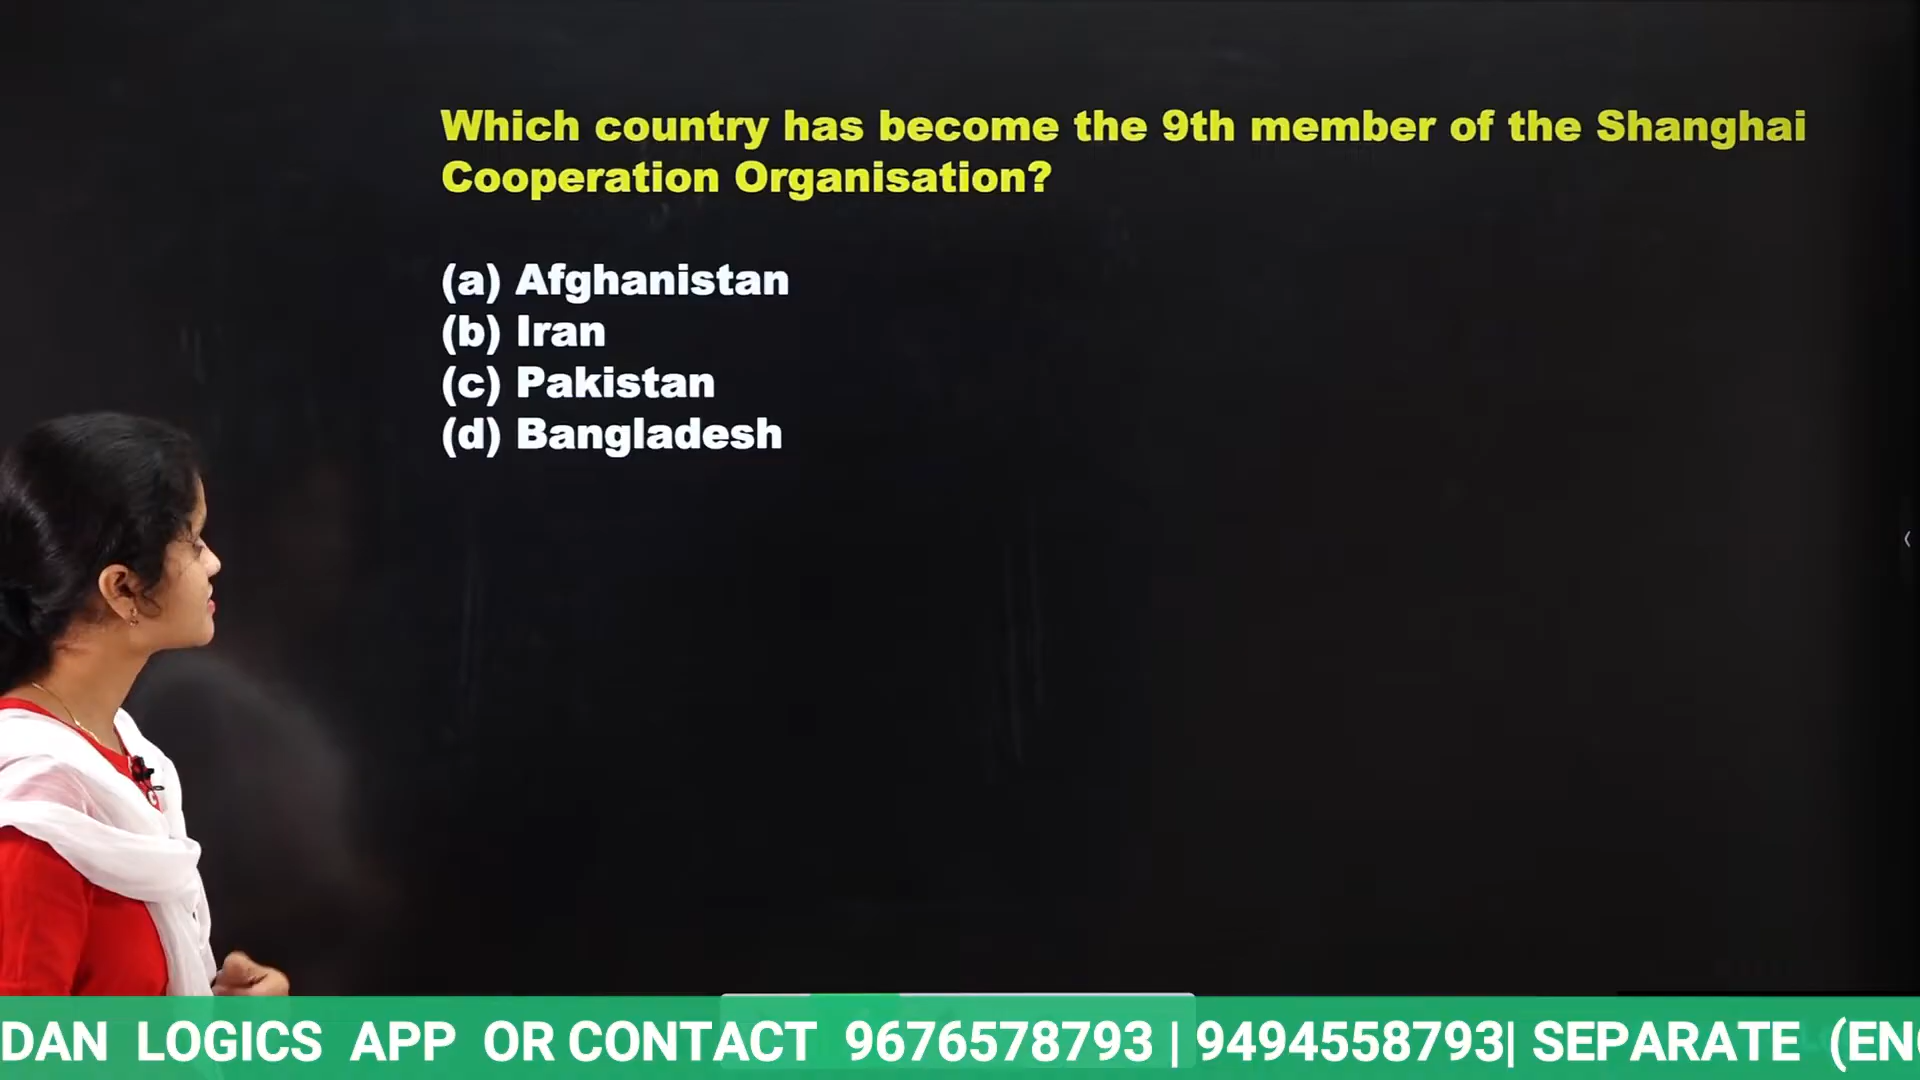 Which country has become the 9th member of the Shanghai
Cooperation Organisation?
(a) Afghanistan
(b) Iran
(c) Pakistan
(d) Bangladesh
DAN LOGICS APP OR CONTACT 9676578793 | 9494558793| SEPARATE (EN